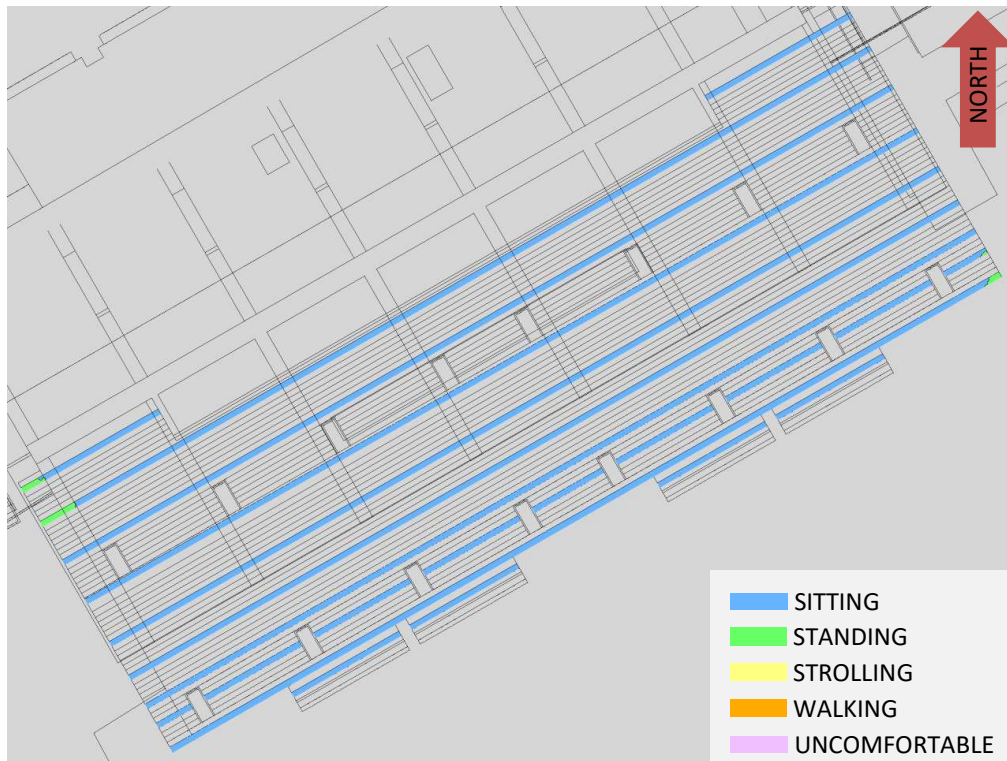 NORTH
SITTING
STANDING
STROLLING
WALKING
UNCOMFORTABLE